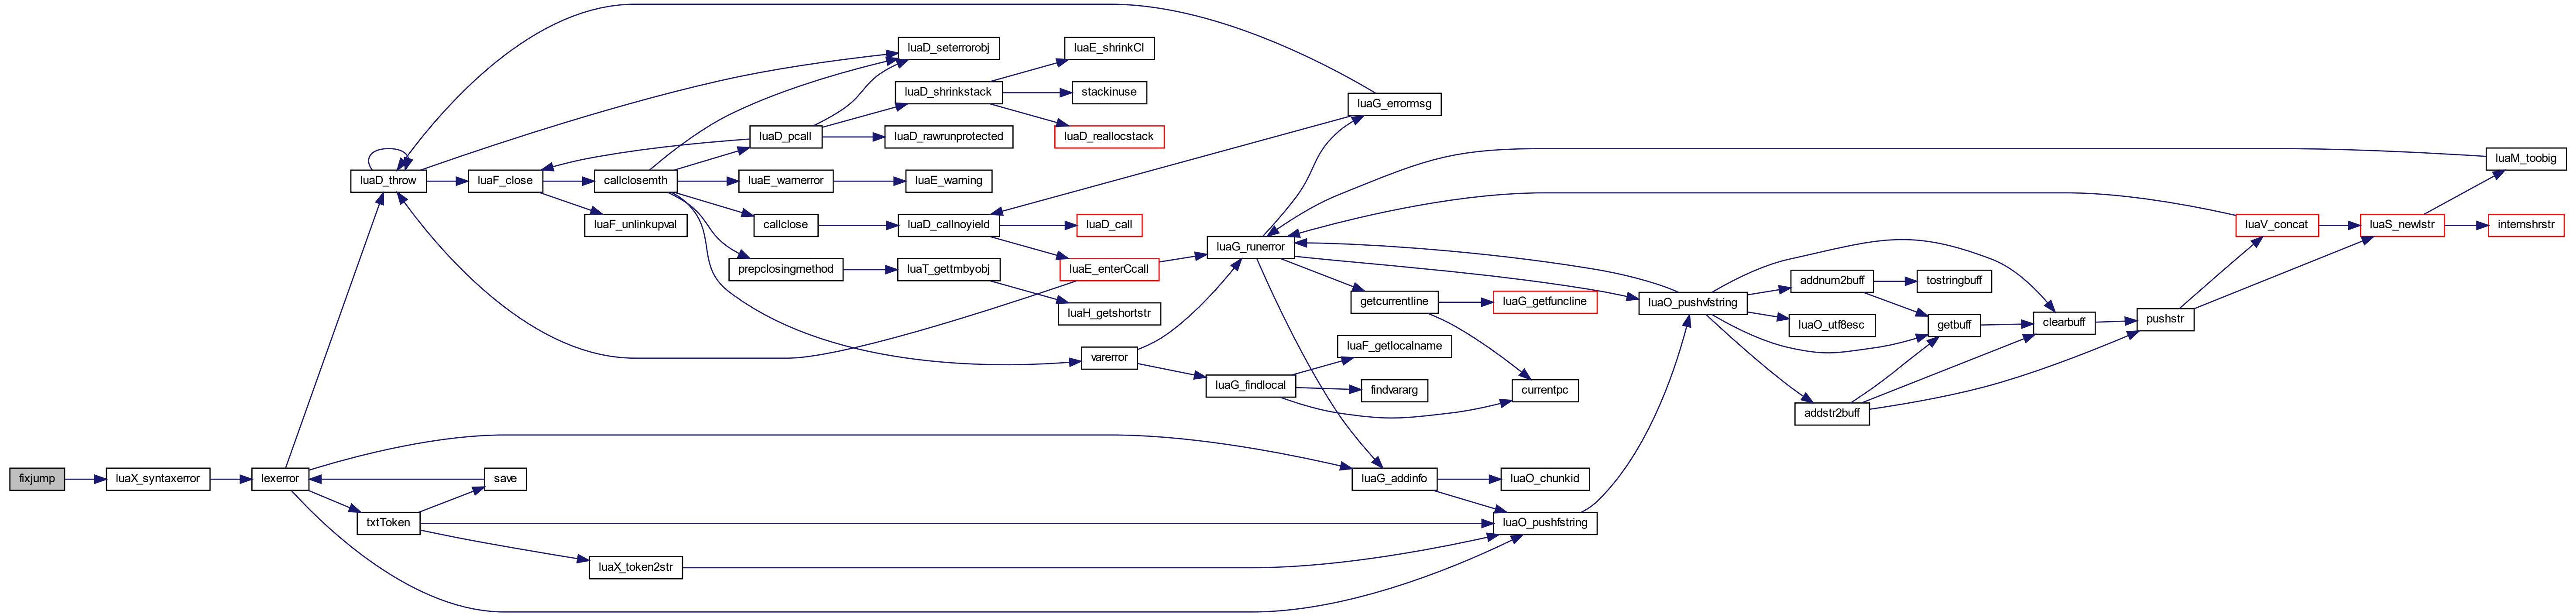 fixjump
luaX_syntaxerror
lexerror
luaD_throw
txtToken
luaF_close
save
luaX_token2str
callclosemth
luaF_unlinkupval
luaD_pcall
luaE_warnerror
callclose
prepclosingmethod
luaD_seterrorobj
luaD_shrinkstack
luaD_rawrunprotected
luaE_warning
luaD_callnoyield
luaT_gettmbyobj
luaE_shrinkCI
stackinuse
luaD_reallocstack
luaD_call
luaE_enterCcall
luaH_getshortstr
varerror
luaG_runerror
luaG_findlocal
luaG_errormsg
getcurrentline
luaF_getlocalname
findvararg
luaG_addinfo
luaG_getfuncline
currentpc
luaO_chunkid
luaO_pushfstring
luaO_pushvfstring
addnum2buff
luaO_utf8esc
addstr2buff
tostringbuff
getbuff
clearbuff
pushstr
luaV_concat
luaS_newlstr
luaM_toobig
internshrstr